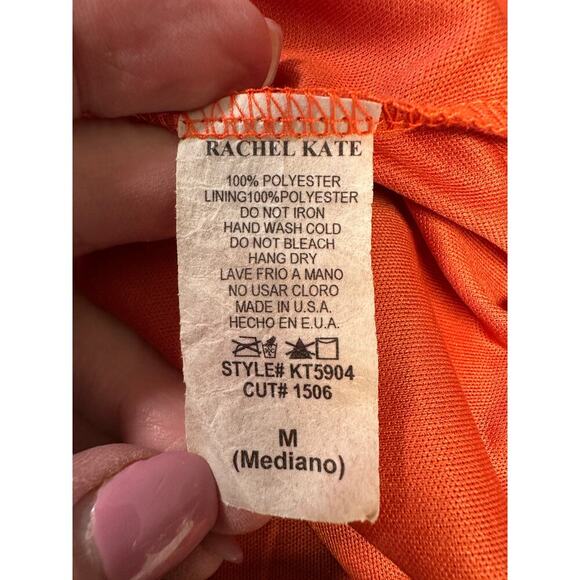 RACHEL KATE
100% POLYESTER
LINING100%POLYESTER
DO NOT IRON
HAND WASH COLD
DO NOT BLEACH
HANG DRY
LAVE FRIO A MANO
NO USAR CLORO
MADE IN U.S.A.
HECHO EN E.U.A.
STYLE# KT5904
CUT# 1506
M
(Mediano)